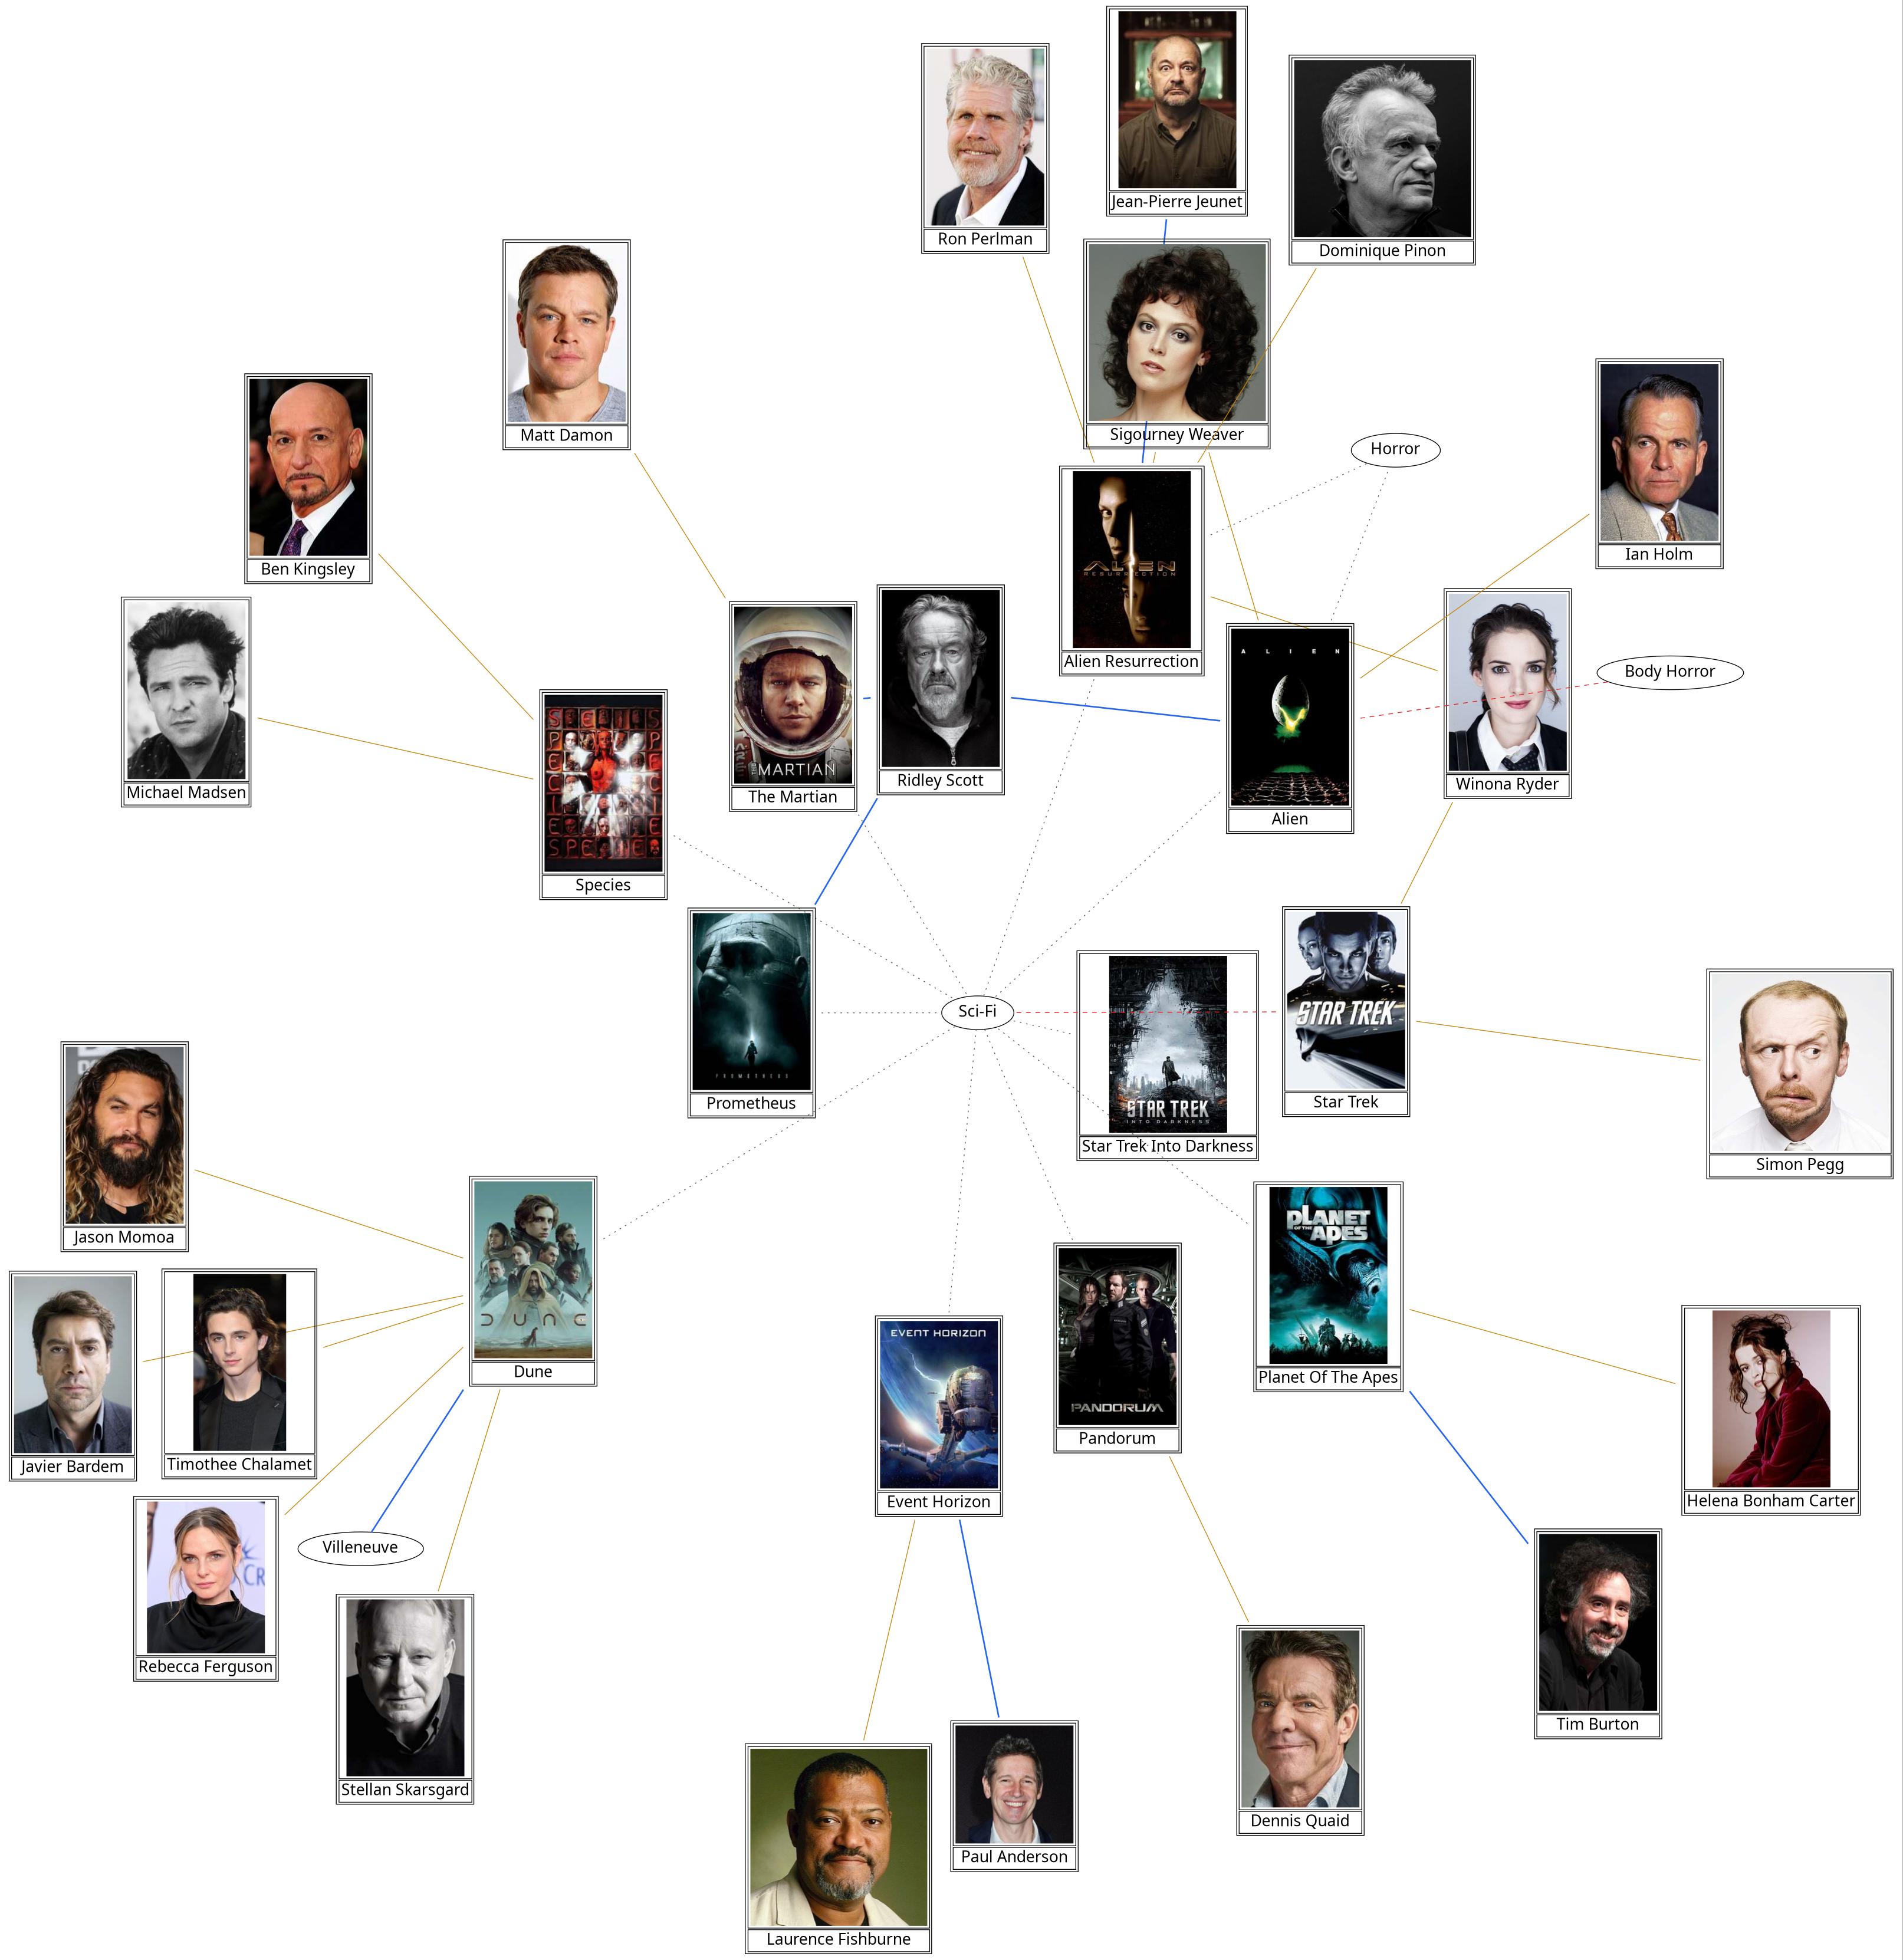 Jean-Pierre Jeunet
Ron Perlman
Dominique Pinon
Matt Damon
Sigourney Weaver
Horror
Ben Kingsley
Ian Holm
ALIEN
RESURRECTION
Alien Resurrection
Michael Madsen
THE MARTIAN
The Martian
Ridley Scott
A L I E N
Alien
Winona Ryder
Body Horror
SPECIES
Species
PROMETHEUS
Prometheus
Sci-Fi
STAR TREK
INTO DARKNESS
Star Trek Into Darkness
STAR TREK
Star Trek
Simon Pegg
Jason Momoa
DUNE
Dune
PLANET
OF THE
APES
Planet Of The Apes
EVENT HORIZON
Event Horizon
PANDORUM
Pandorum
Javier Bardem
Timothee Chalamet
Helena Bonham Carter
Villeneuve
CR
Rebecca Ferguson
Stellan Skarsgard
Tim Burton
Dennis Quaid
Paul Anderson
Laurence Fishburne